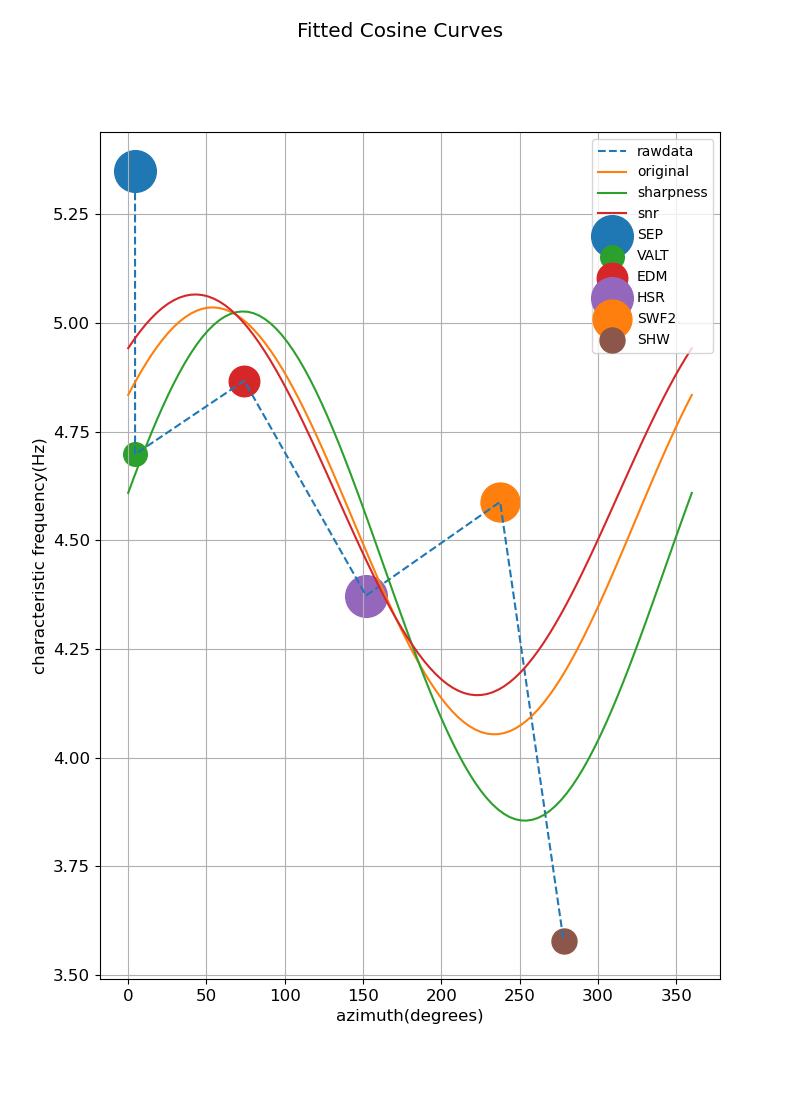 Fitted Cosine Curves
rawdata
original
sharpness
snr
SEP
VALT
EDM
HSR
SWF2
SHW
characteristic frequency(Hz)
5.25
5.00
4.75
4.50
4.25
4.00
3.75
3.50
0 50 100 150 200 250 300 350
azimuth(degrees)